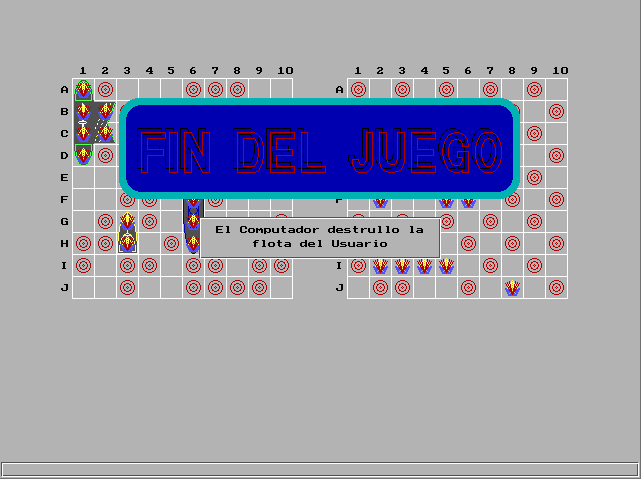 1 2 3 4 5 6 7 8 9 10
1 2 3 4 5 6 7 8 9 10
A
A
B
C
D
E
FIN DEL JUEGO
F
F
G
H
El Computador destrullo la
flota del Usuario
I
I
J
J